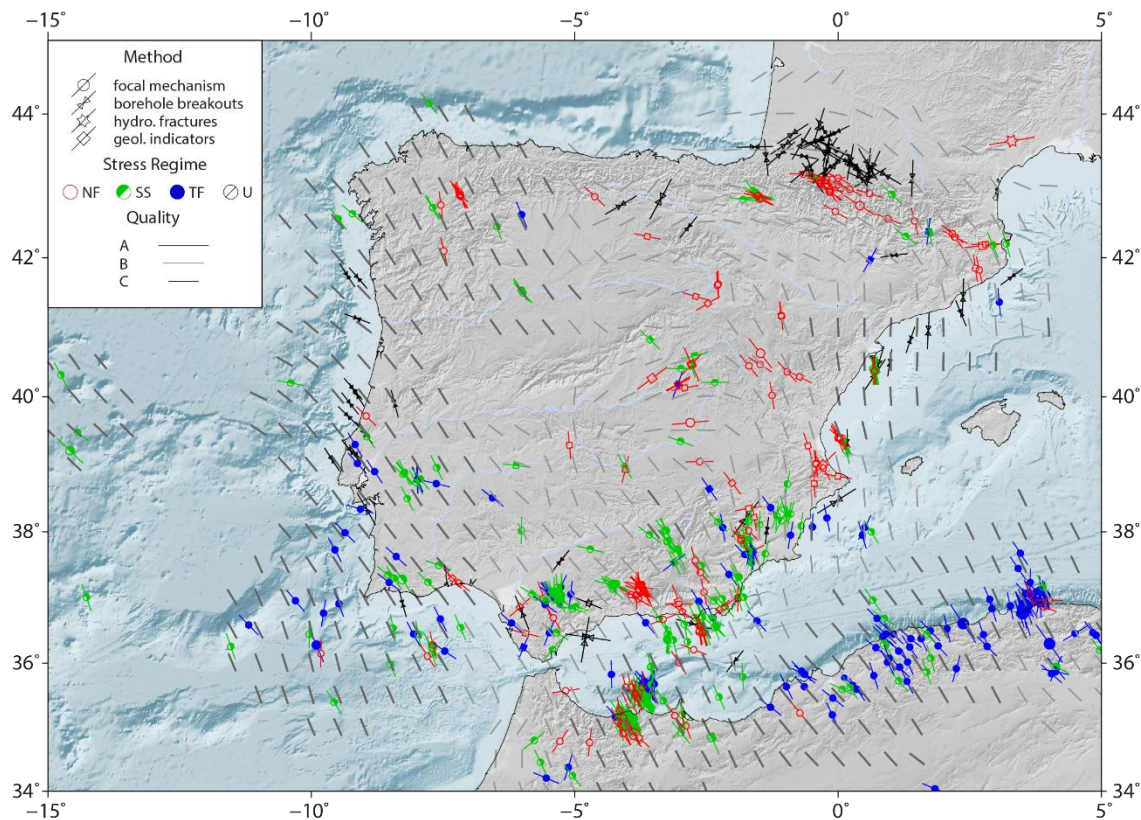 −15˚ −10˚ −5˚ 0˚ 5˚
Method
focal mechanism
borehole breakouts
hydro. fractures
geol. indicators
Stress Regime
NF SS TF U
Quality
A
B
C
44˚ 44˚
42˚ 42˚
40˚ 40˚
38˚ 38˚
36˚ 36˚
34˚ 34˚
−15˚ −10˚ −5˚ 0˚ 5˚